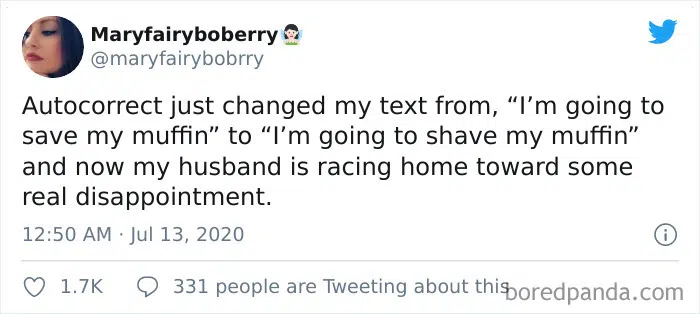 Maryfairyboberry🧚🏻‍♀️
@maryfairybobrry
Autocorrect just changed my text from, “I’m going to
save my muffin” to “I’m going to shave my muffin”
and now my husband is racing home toward some
real disappointment.
12:50 AM · Jul 13, 2020
1.7K 331 people are Tweeting about this
boredpanda.com